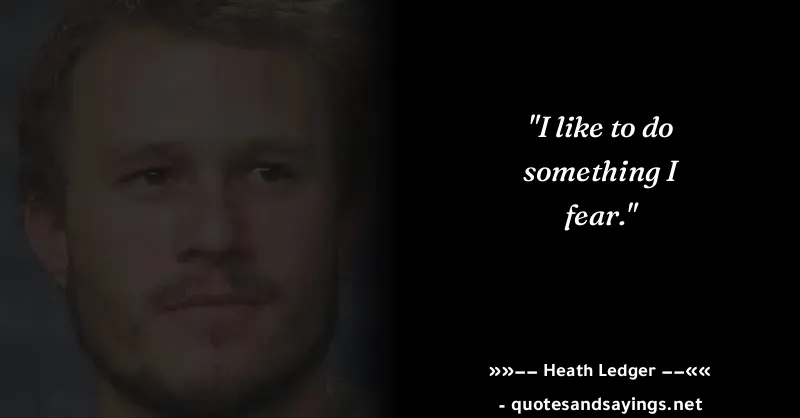 "I like to do
something I
fear."
»»−− Heath Ledger −−««
- quotesandsayings.net